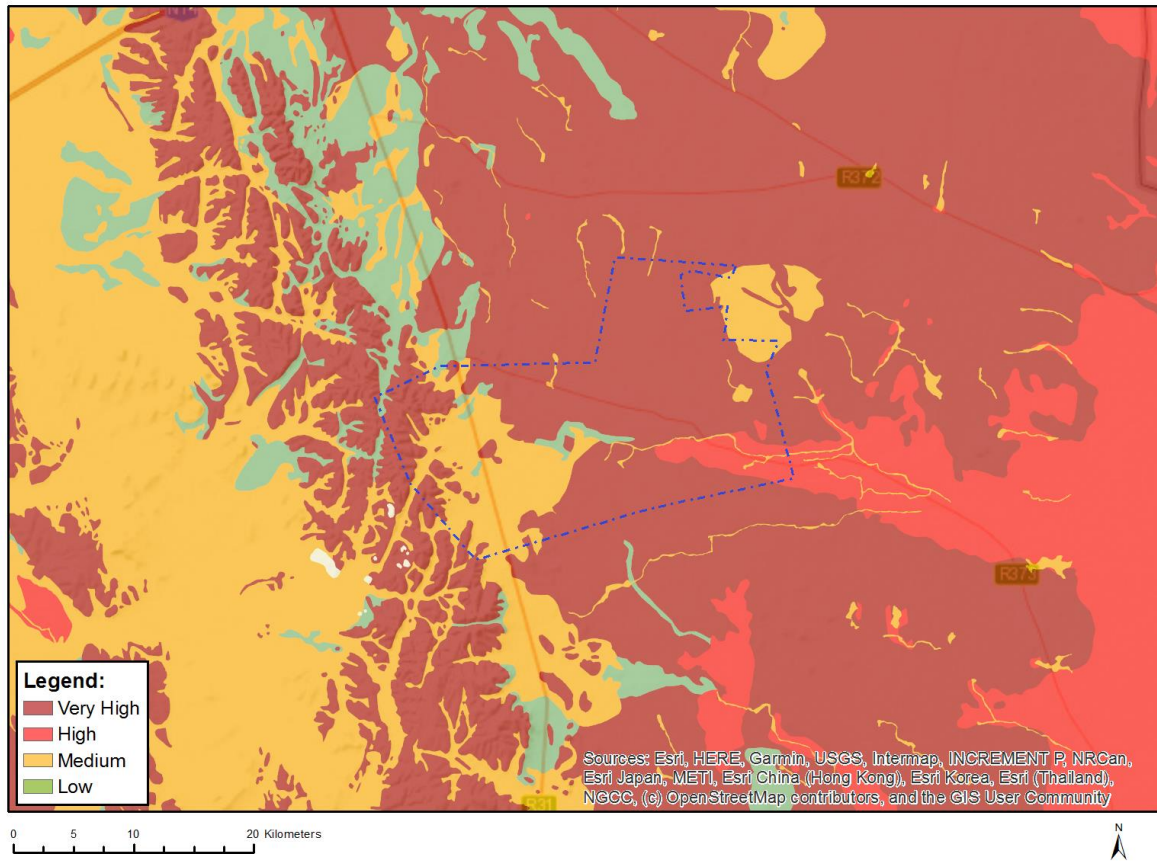 R372
R373
Legend:
Very High
High
Medium
Low
R31
Sources: Esri, HERE, Garmin, USGS, Intermap, INCREMENT P, NRCan,
Esri Japan, METI, Esri China (Hong Kong), Esri Korea, Esri (Thailand),
NGCC, (c) OpenStreetMap contributors, and the GIS User Community
0 5 10 20 Kilometers
N